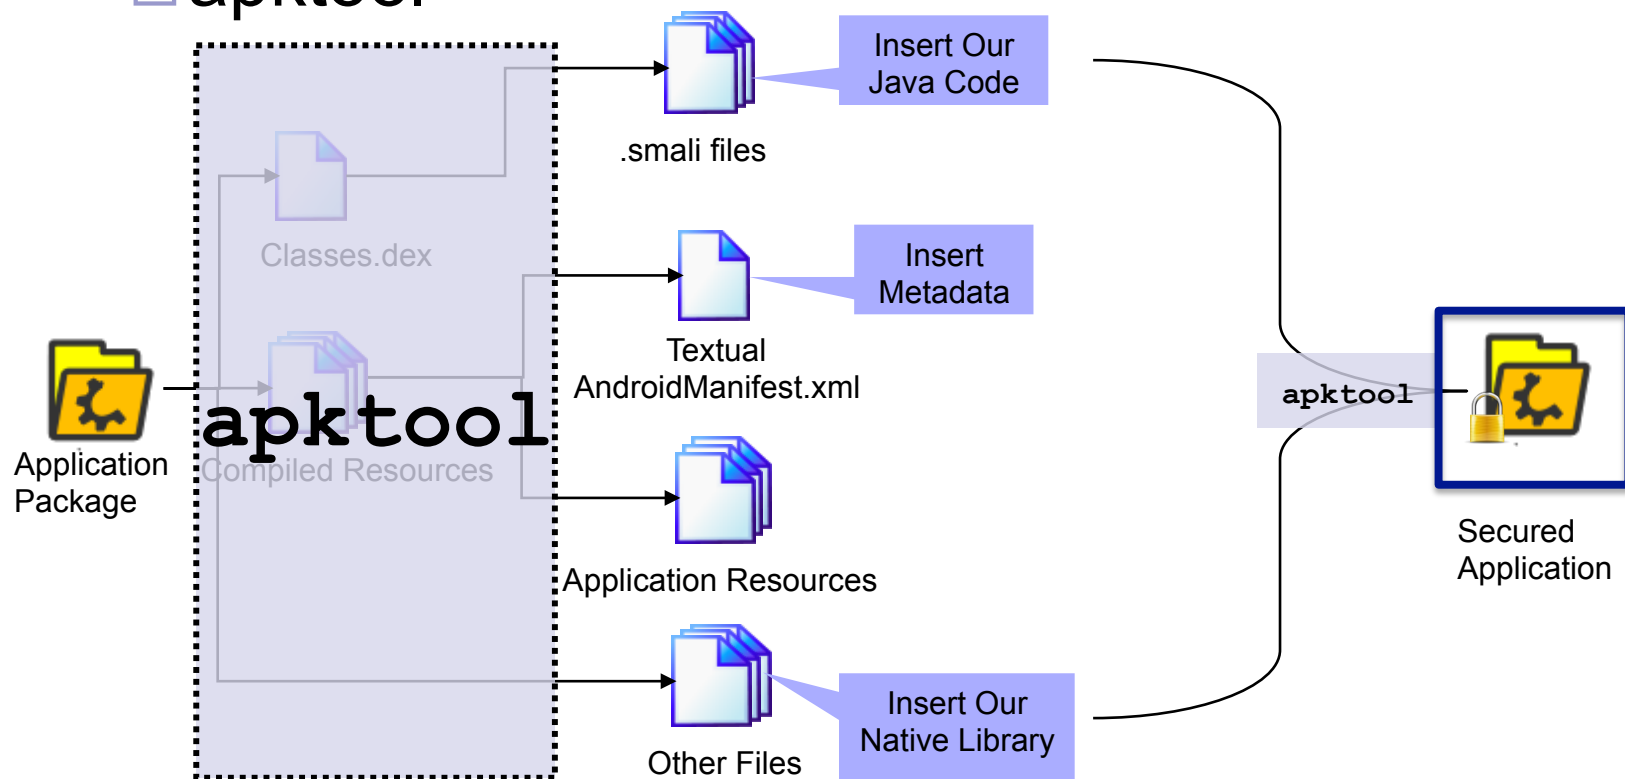 apktool
Insert Our
Java Code
.smali files
Classes.dex
Insert
Metadata
Textual
AndroidManifest.xml
apktool
Compiled Resources
Application
Package
apktool
Secured
Application
Application Resources
Insert Our
Native Library
Other Files